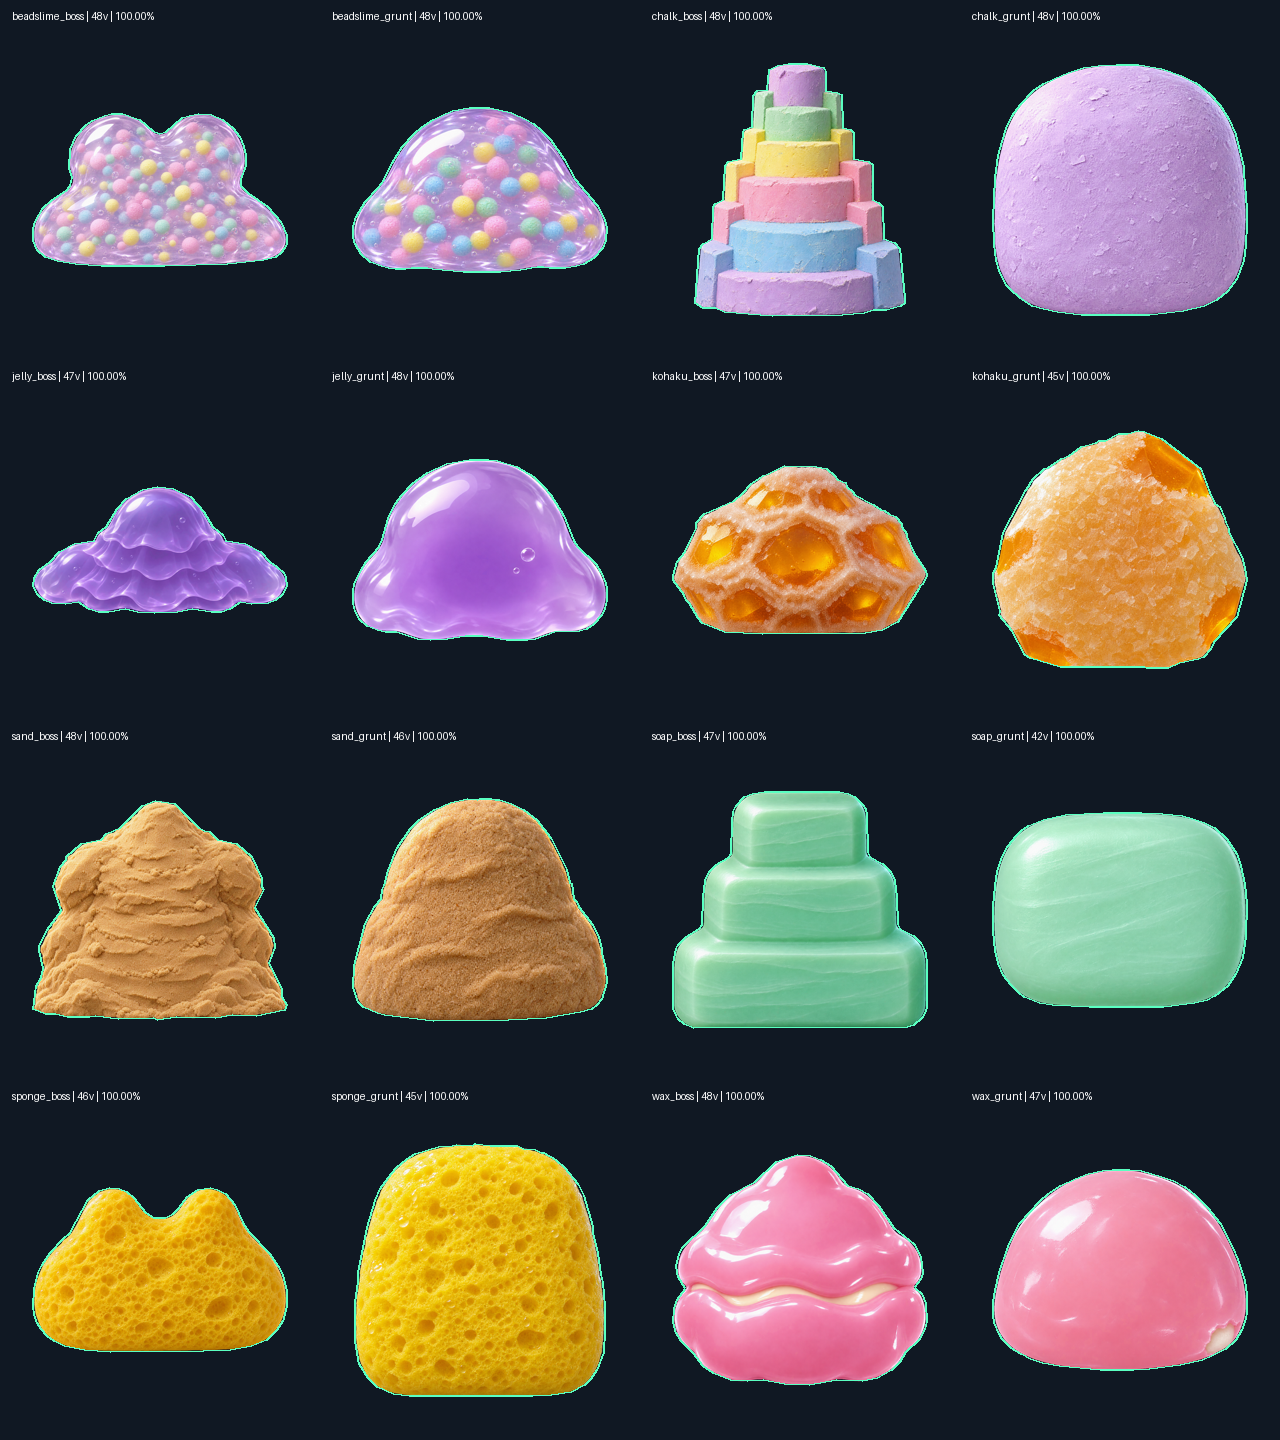 beadslime_boss | 48v | 100.00%
beadslime_grunt | 48v | 100.00%
chalk_boss | 48v | 100.00%
chalk_grunt | 48v | 100.00%
jelly_boss | 47v | 100.00%
jelly_grunt | 48v | 100.00%
kohaku_boss | 47v | 100.00%
kohaku_grunt | 45v | 100.00%
sand_boss | 48v | 100.00%
sand_grunt | 46v | 100.00%
soap_boss | 47v | 100.00%
soap_grunt | 42v | 100.00%
sponge_boss | 46v | 100.00%
sponge_grunt | 45v | 100.00%
wax_boss | 48v | 100.00%
wax_grunt | 47v | 100.00%